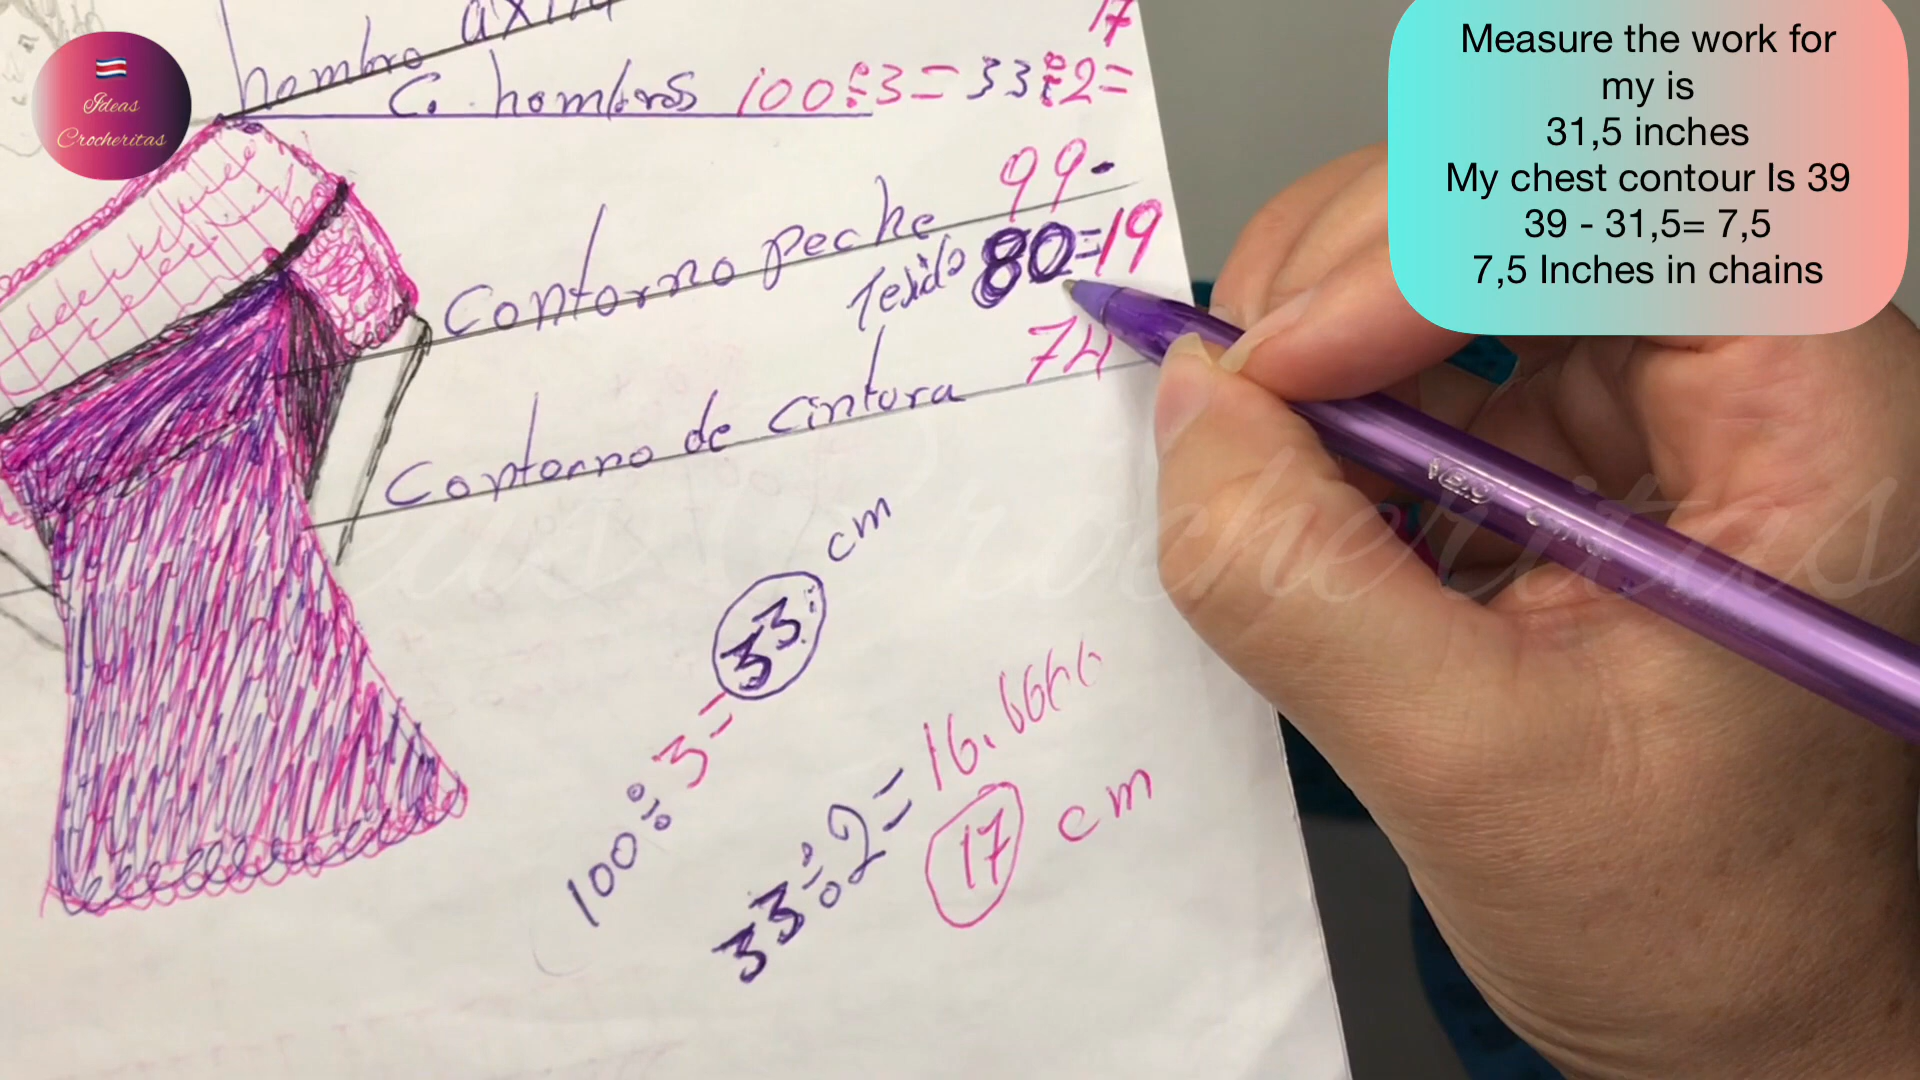 hombro axila
17
C. hombros 100÷3=33÷2=
99-
Contorno peche
Tejido 80=19
74
Contorno de cintura
100÷3=33 cm
33÷2=16.666
17 cm
Ideas
Crocheritas
Measure the work for
my is
31,5 inches
My chest contour Is 39
39 - 31,5= 7,5
7,5 Inches in chains
Ideas Crocheritas